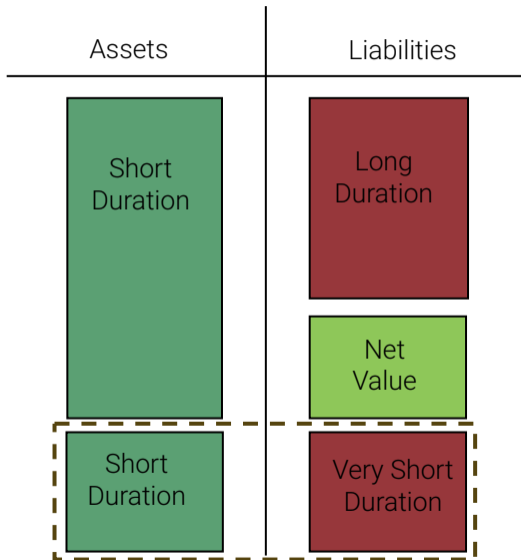 Assets
Liabilities
Short
Duration
Long
Duration
Net
Value
Short
Duration
Very Short
Duration